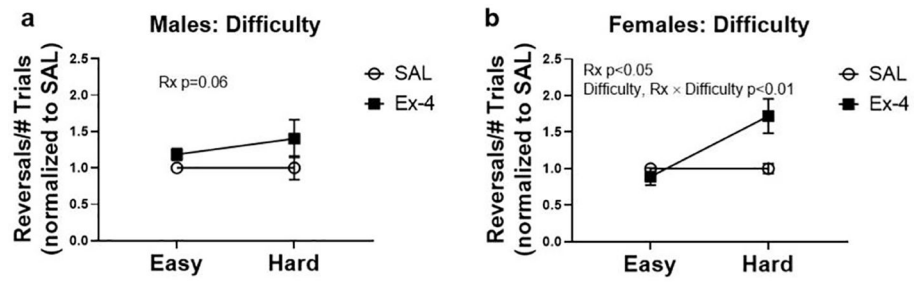 a
Males: Difficulty
Reversals/# Trials
(normalized to SAL)
2.5
2.0
1.5
1.0
0.5
0.0
Rx p=0.06
SAL
Ex-4
Easy
Hard
b
Females: Difficulty
Reversals/# Trials
(normalized to SAL)
2.5
2.0
1.5
1.0
0.5
0.0
Rx p<0.05
Difficulty, Rx × Difficulty p<0.01
SAL
Ex-4
Easy
Hard